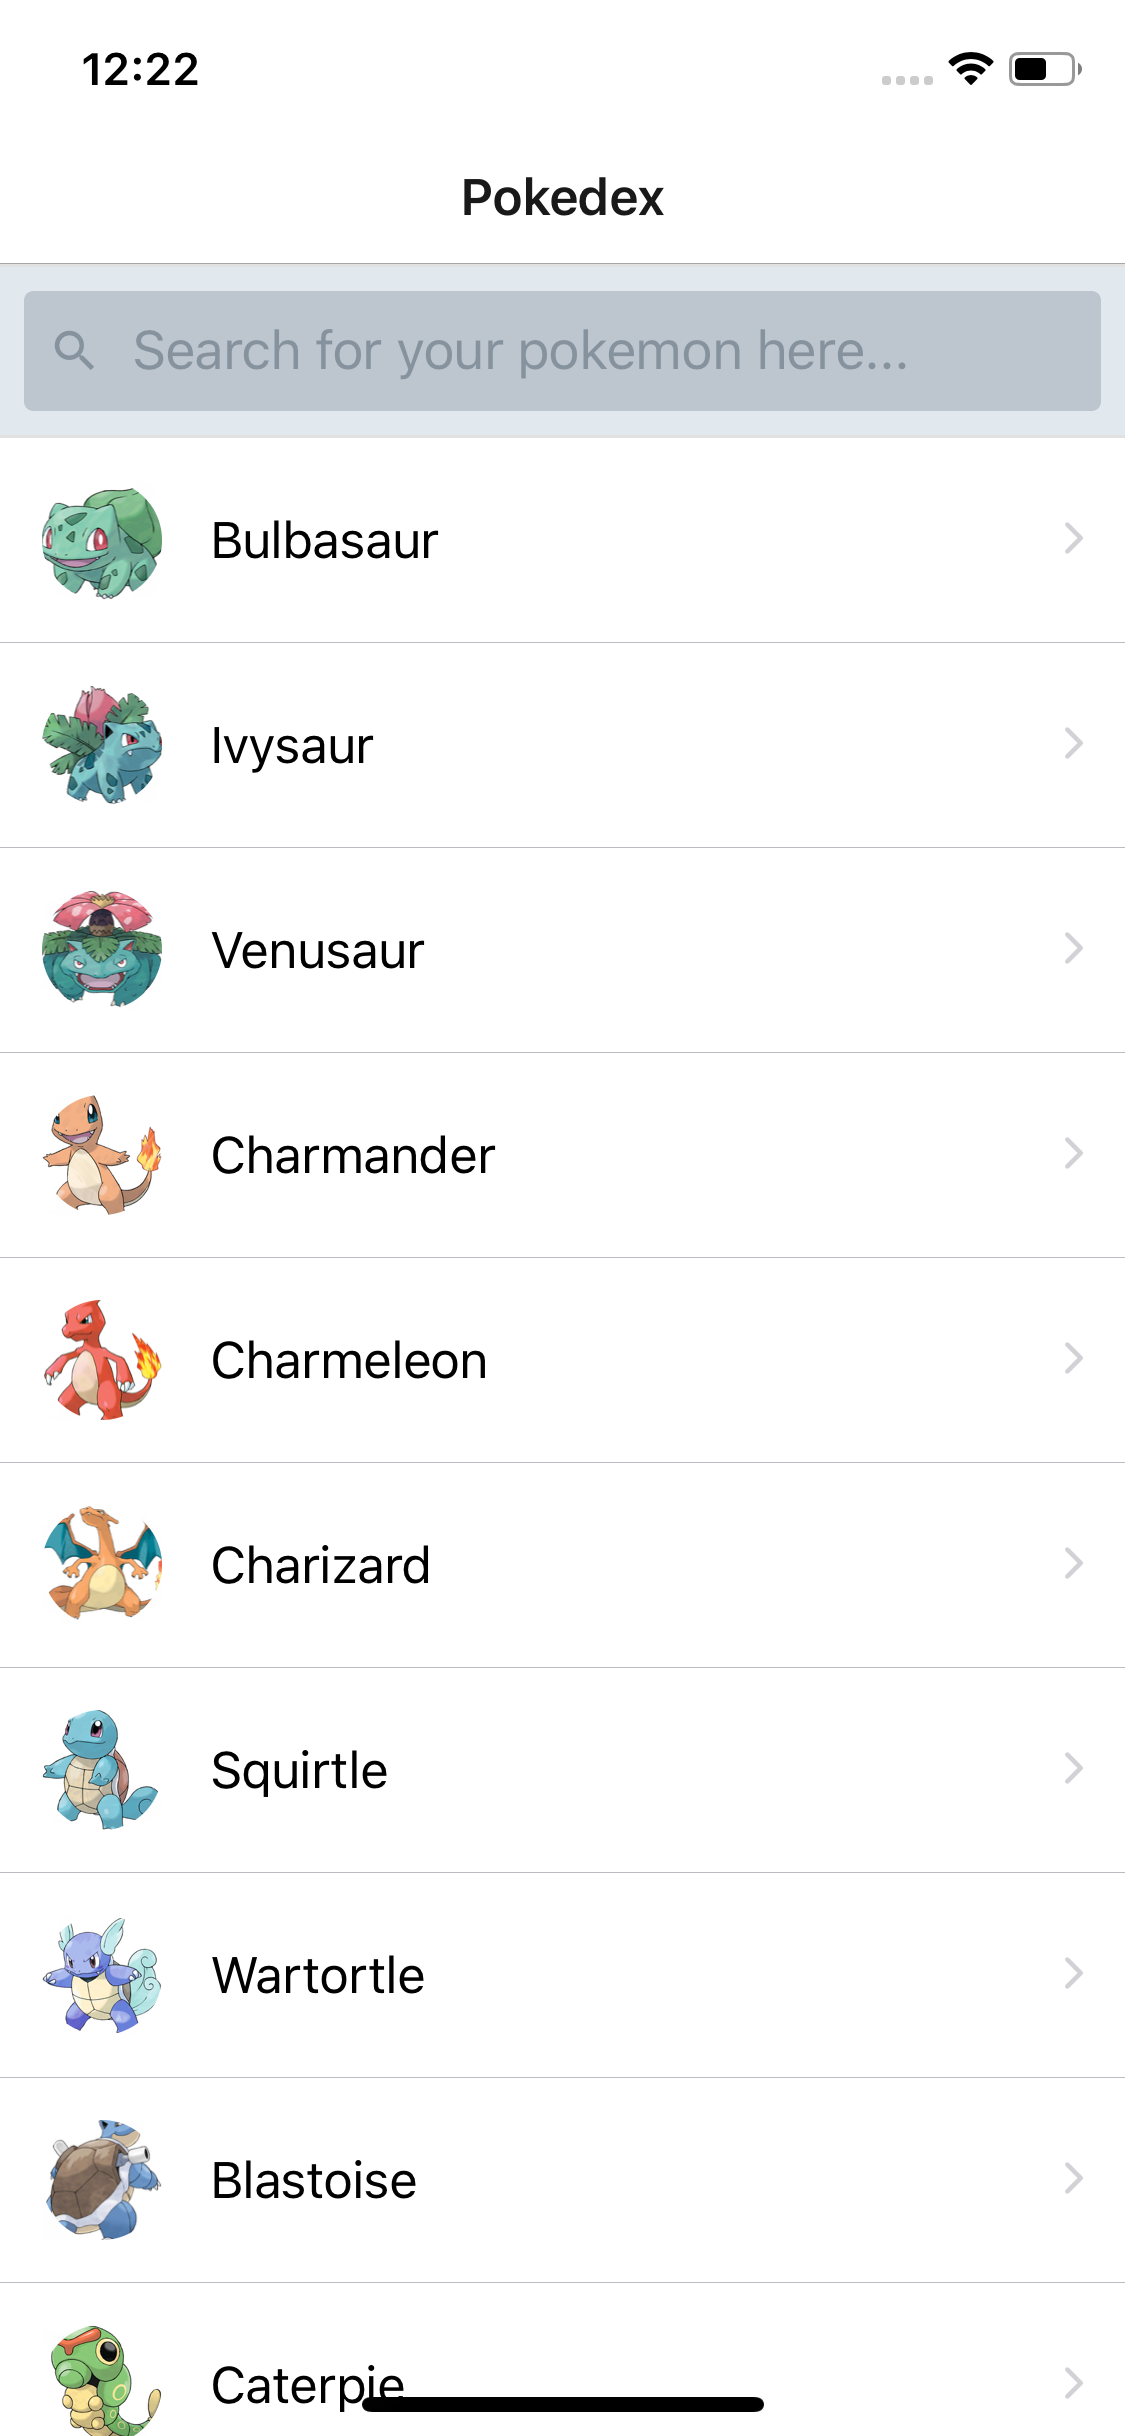 12:22
Pokedex
Search for your pokemon here...
Bulbasaur
Ivysaur
Venusaur
Charmander
Charmeleon
Charizard
Squirtle
Wartortle
Blastoise
Caterpie